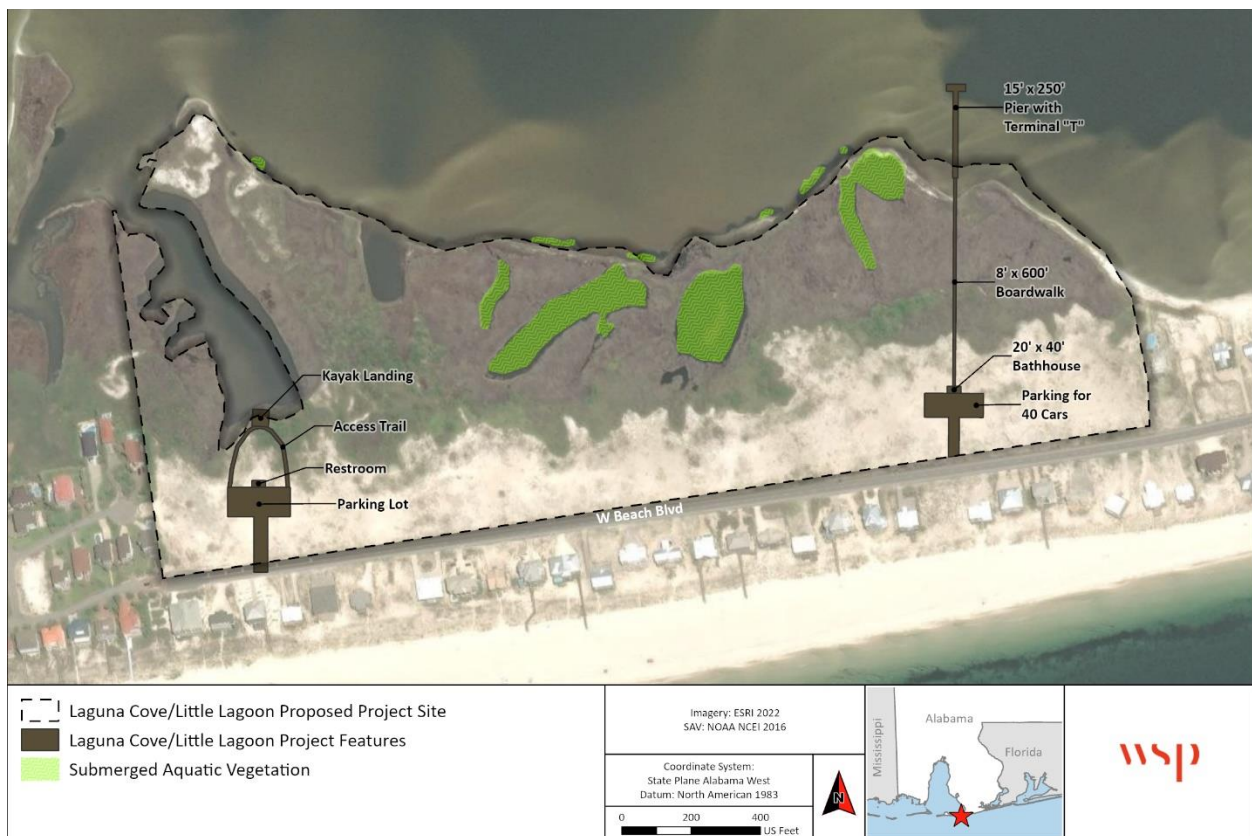 15' x 250'
Pier with
Terminal "T"
8' x 600'
Boardwalk
20' x 40'
Bathhouse
Parking for
40 Cars
Kayak Landing
Access Trail
Restroom
Parking Lot
W Beach Blvd
Laguna Cove/Little Lagoon Proposed Project Site
Laguna Cove/Little Lagoon Project Features
Submerged Aquatic Vegetation
Imagery: ESRI 2022
SAV: NOAA NCEI 2016
Coordinate System:
State Plane Alabama West
Datum: North American 1983
0 200 400
US Feet
N
Mississippi
Alabama
Florida
wsp